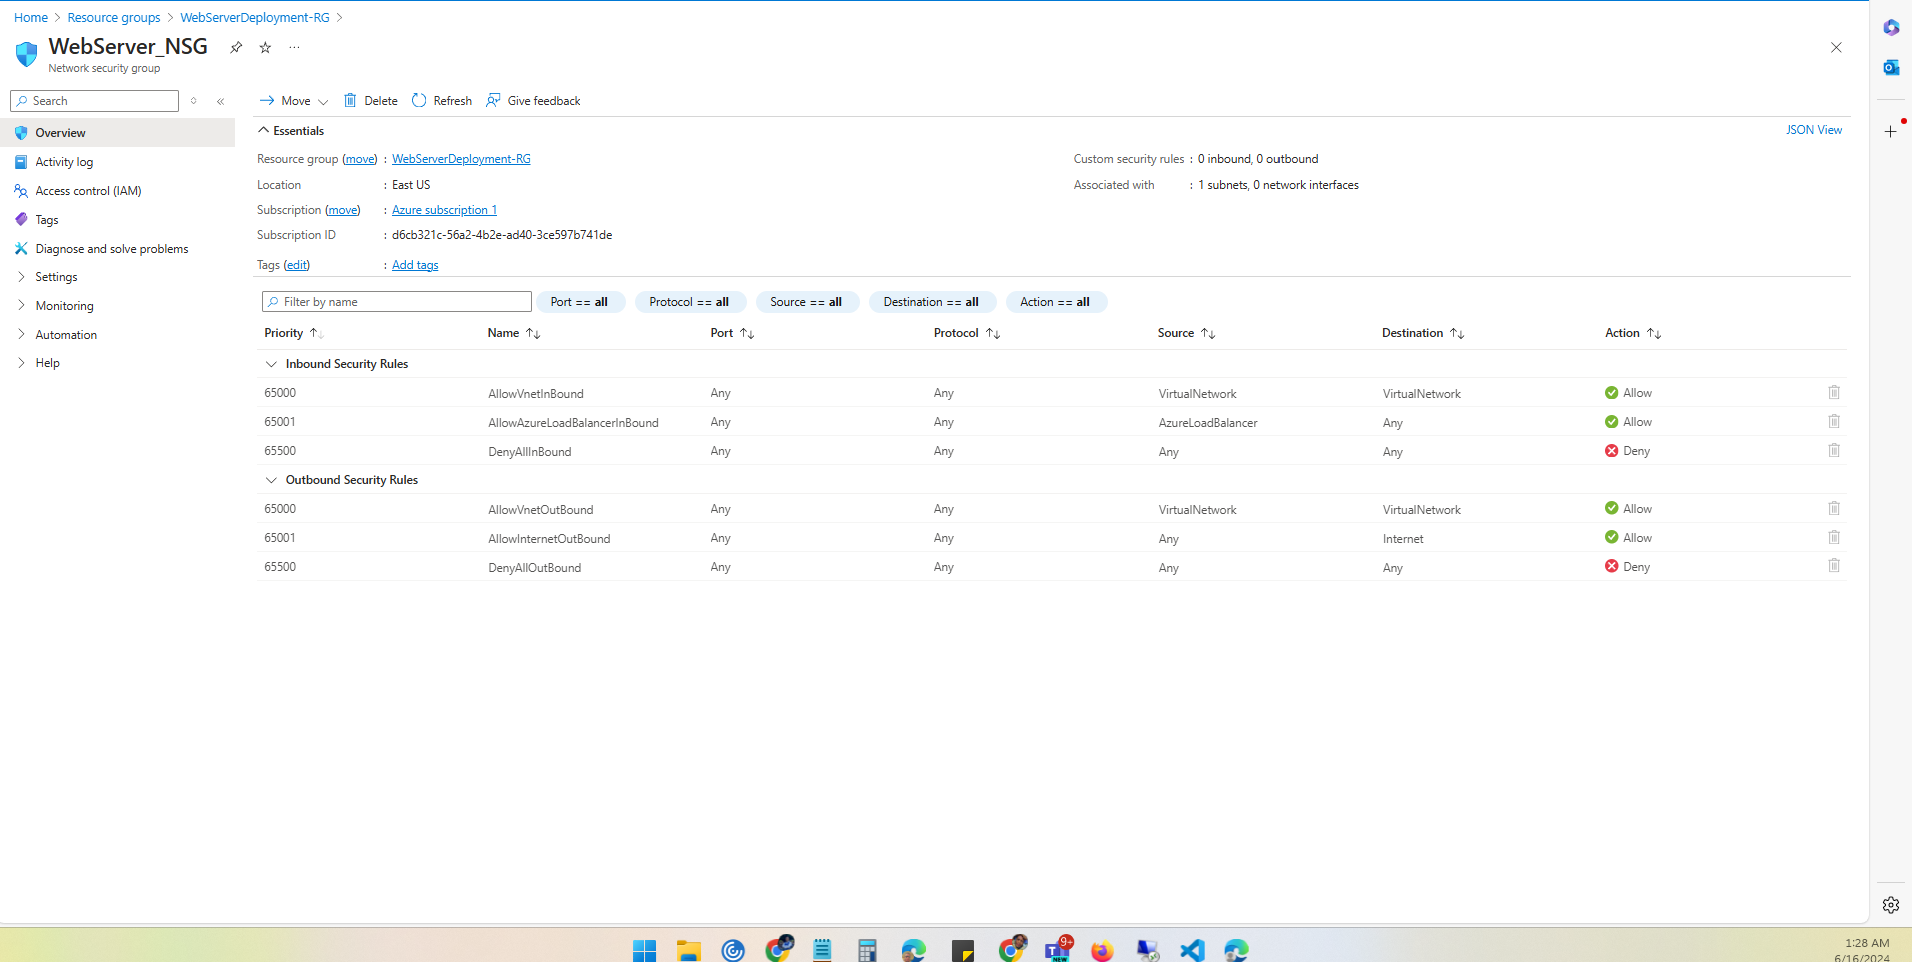 Home > Resource groups > WebServerDeployment-RG >
WebServer_NSG
Network security group
Search
Overview
Activity log
Access control (IAM)
Tags
Diagnose and solve problems
Settings
Monitoring
Automation
Help
Move Delete Refresh Give feedback
Essentials JSON View
Resource group (move) : WebServerDeployment-RG Custom security rules : 0 inbound, 0 outbound
Location : East US Associated with : 1 subnets, 0 network interfaces
Subscription (move) : Azure subscription 1
Subscription ID : d6cb321c-56a2-4b2e-ad40-3ce597b741de
Tags (edit) : Add tags
Filter by name Port == all Protocol == all Source == all Destination == all Action == all
Priority Name Port Protocol Source Destination Action
Inbound Security Rules
65000 AllowVnetInBound Any Any VirtualNetwork VirtualNetwork Allow
65001 AllowAzureLoadBalancerInBound Any Any AzureLoadBalancer Any Allow
65500 DenyAllInBound Any Any Any Any Deny
Outbound Security Rules
65000 AllowVnetOutBound Any Any VirtualNetwork VirtualNetwork Allow
65001 AllowInternetOutBound Any Any Any Internet Allow
65500 DenyAllOutBound Any Any Any Any Deny
9+
NEW
1:28 AM
6/16/2024